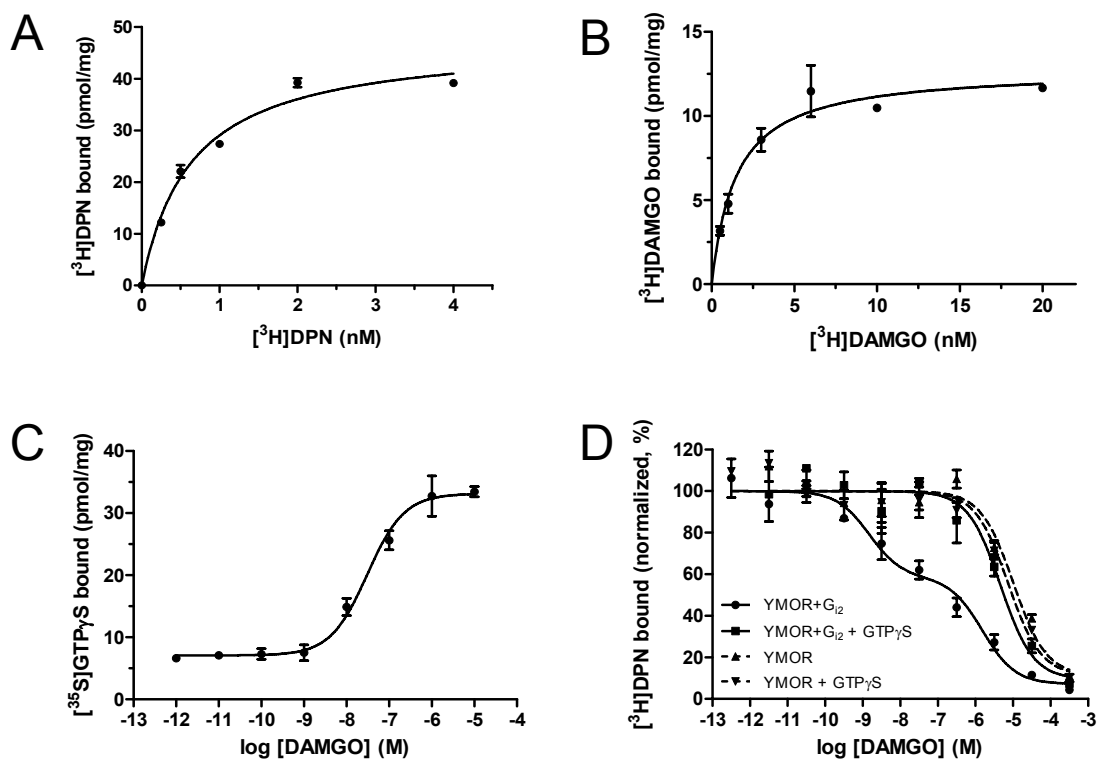 A
[³H]DPN bound (pmol/mg)
50
40
30
20
10
0
0 1 2 3 4
[³H]DPN (nM)
B
[³H]DAMGO bound (pmol/mg)
15
10
5
0
0 5 10 15 20
[³H]DAMGO (nM)
C
[³⁵S]GTPγS bound (pmol/mg)
40
30
20
10
0
-13 -12 -11 -10 -9 -8 -7 -6 -5 -4
log [DAMGO] (M)
D
[³H]DPN bound (normalized, %)
120
100
80
60
40
20
0
YMOR+Gᵢ₂
YMOR+Gᵢ₂ + GTPγS
YMOR
YMOR + GTPγS
-13 -12 -11 -10 -9 -8 -7 -6 -5 -4 -3
log [DAMGO] (M)